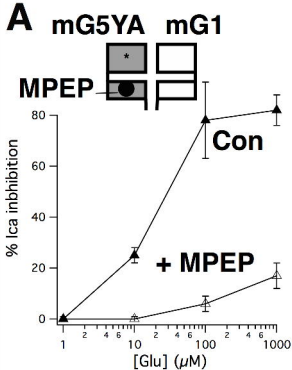 A
mG5YA mG1
*
MPEP
% Ica inbhibition
80
60
40
20
0
Con
+ MPEP
1 2 4 6 10 2 4 6 100 2 4 6 1000
[Glu] (µM)